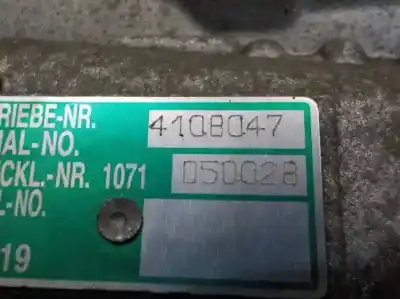 RIEBE-NR. 4108047
IAL-NO.
CKL.-NR. 1071 050028
L-NO.
19